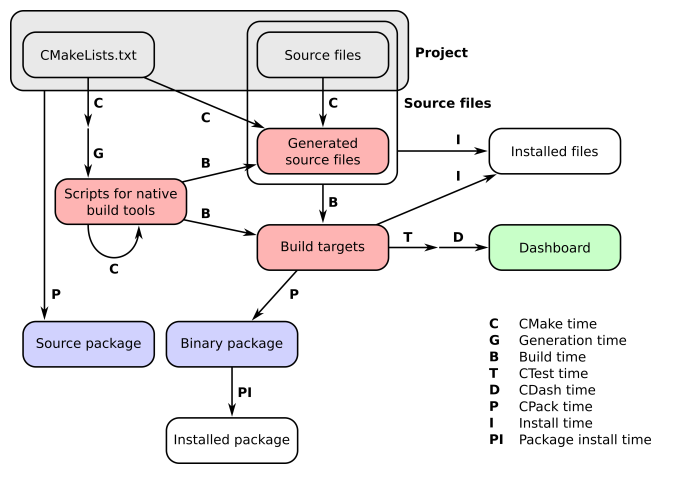 CMakeLists.txt
Source files
Project
C
C
C
Source files
G
Generated
source files
I
Installed files
B
I
Scripts for native
build tools
B
B
Build targets
T
D
Dashboard
C
P
P
Source package
Binary package
C CMake time
G Generation time
B Build time
T CTest time
D CDash time
P CPack time
I Install time
PI Package install time
PI
Installed package